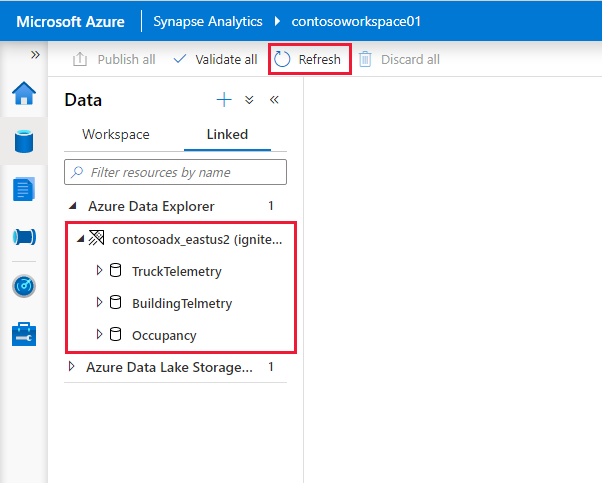 Microsoft Azure Synapse Analytics contosoworkspace01
Publish all Validate all Refresh Discard all
Data
Workspace Linked
Filter resources by name
Azure Data Explorer 1
contosoadx_eastus2 (ignite...
TruckTelemetry
BuildingTelmetry
Occupancy
Azure Data Lake Storage... 1